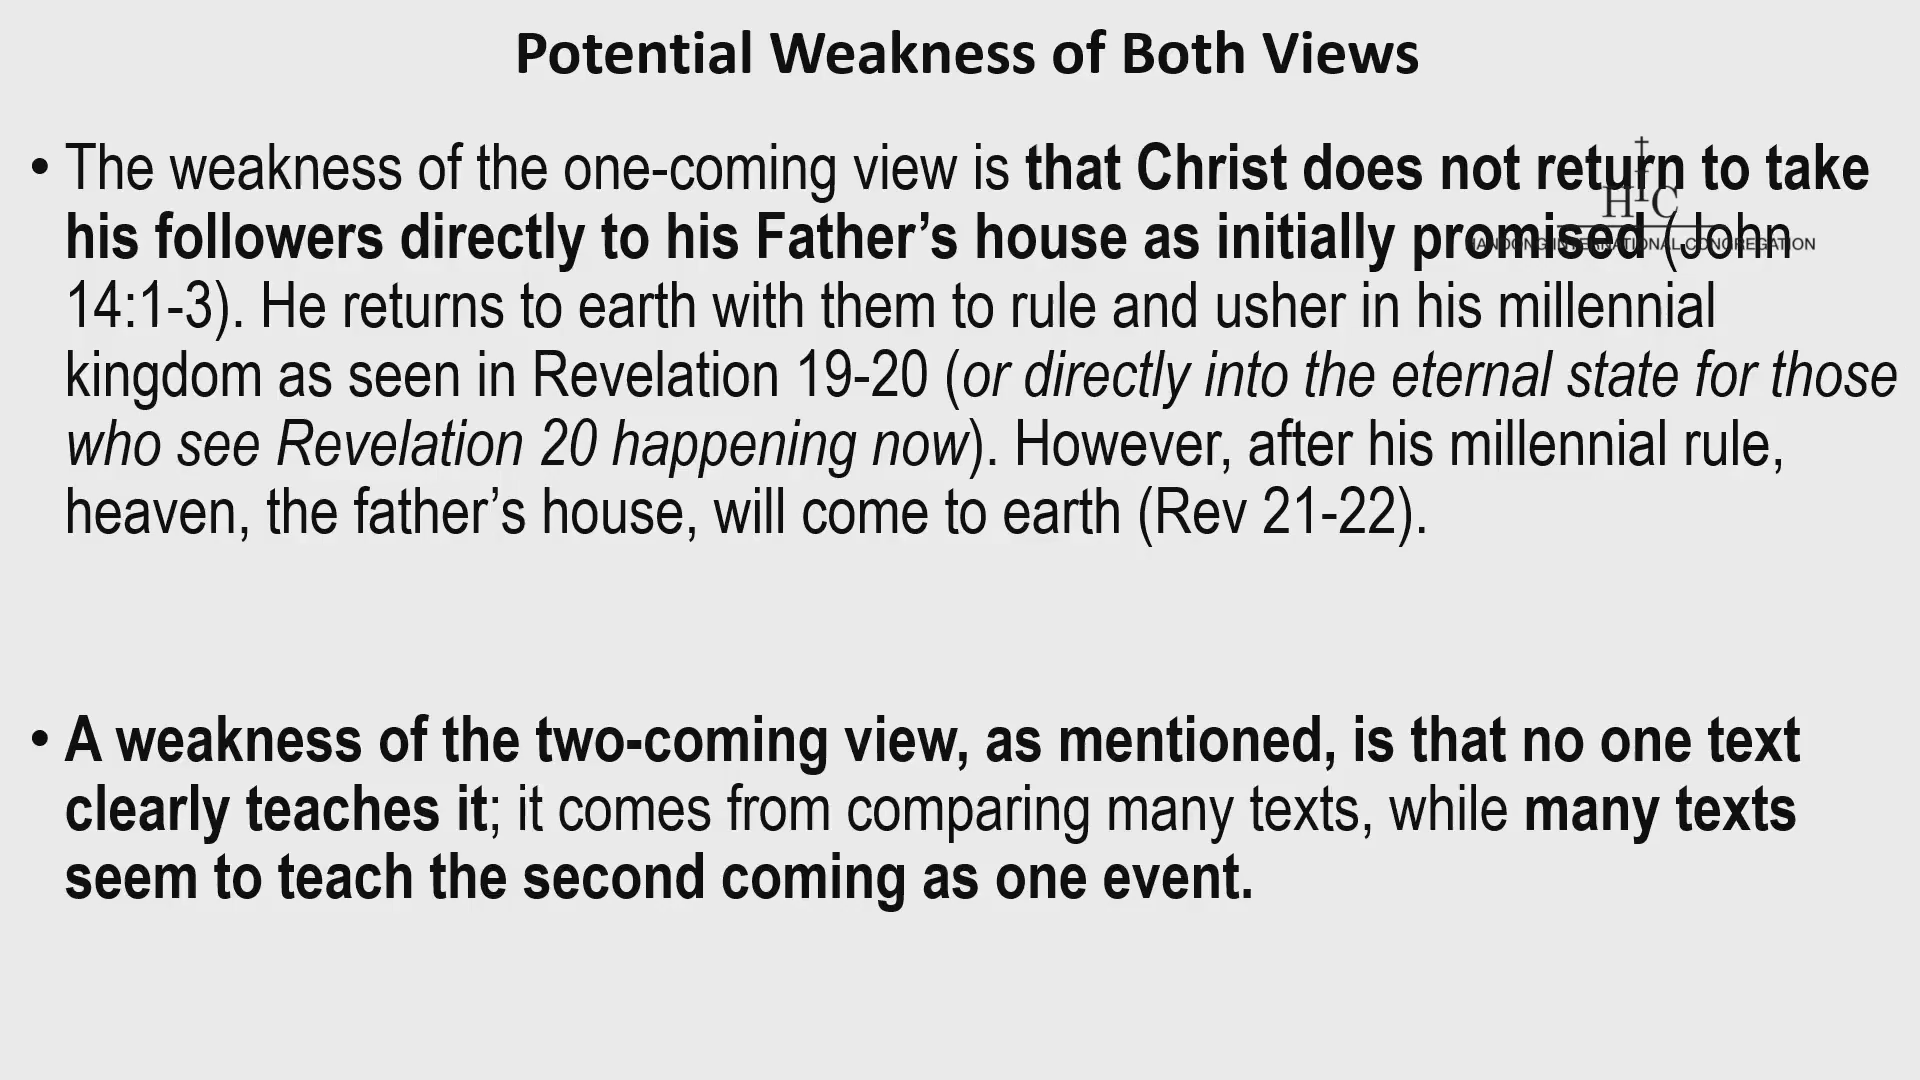 Potential Weakness of Both Views
• The weakness of the one-coming view is that Christ does not return to take
his followers directly to his Father’s house as initially promised (John
14:1-3). He returns to earth with them to rule and usher in his millennial
kingdom as seen in Revelation 19-20 (or directly into the eternal state for those
who see Revelation 20 happening now). However, after his millennial rule,
heaven, the father’s house, will come to earth (Rev 21-22).
• A weakness of the two-coming view, as mentioned, is that no one text
clearly teaches it; it comes from comparing many texts, while many texts
seem to teach the second coming as one event.
HIC
HANDONG INTERNATIONAL CONGREGATION